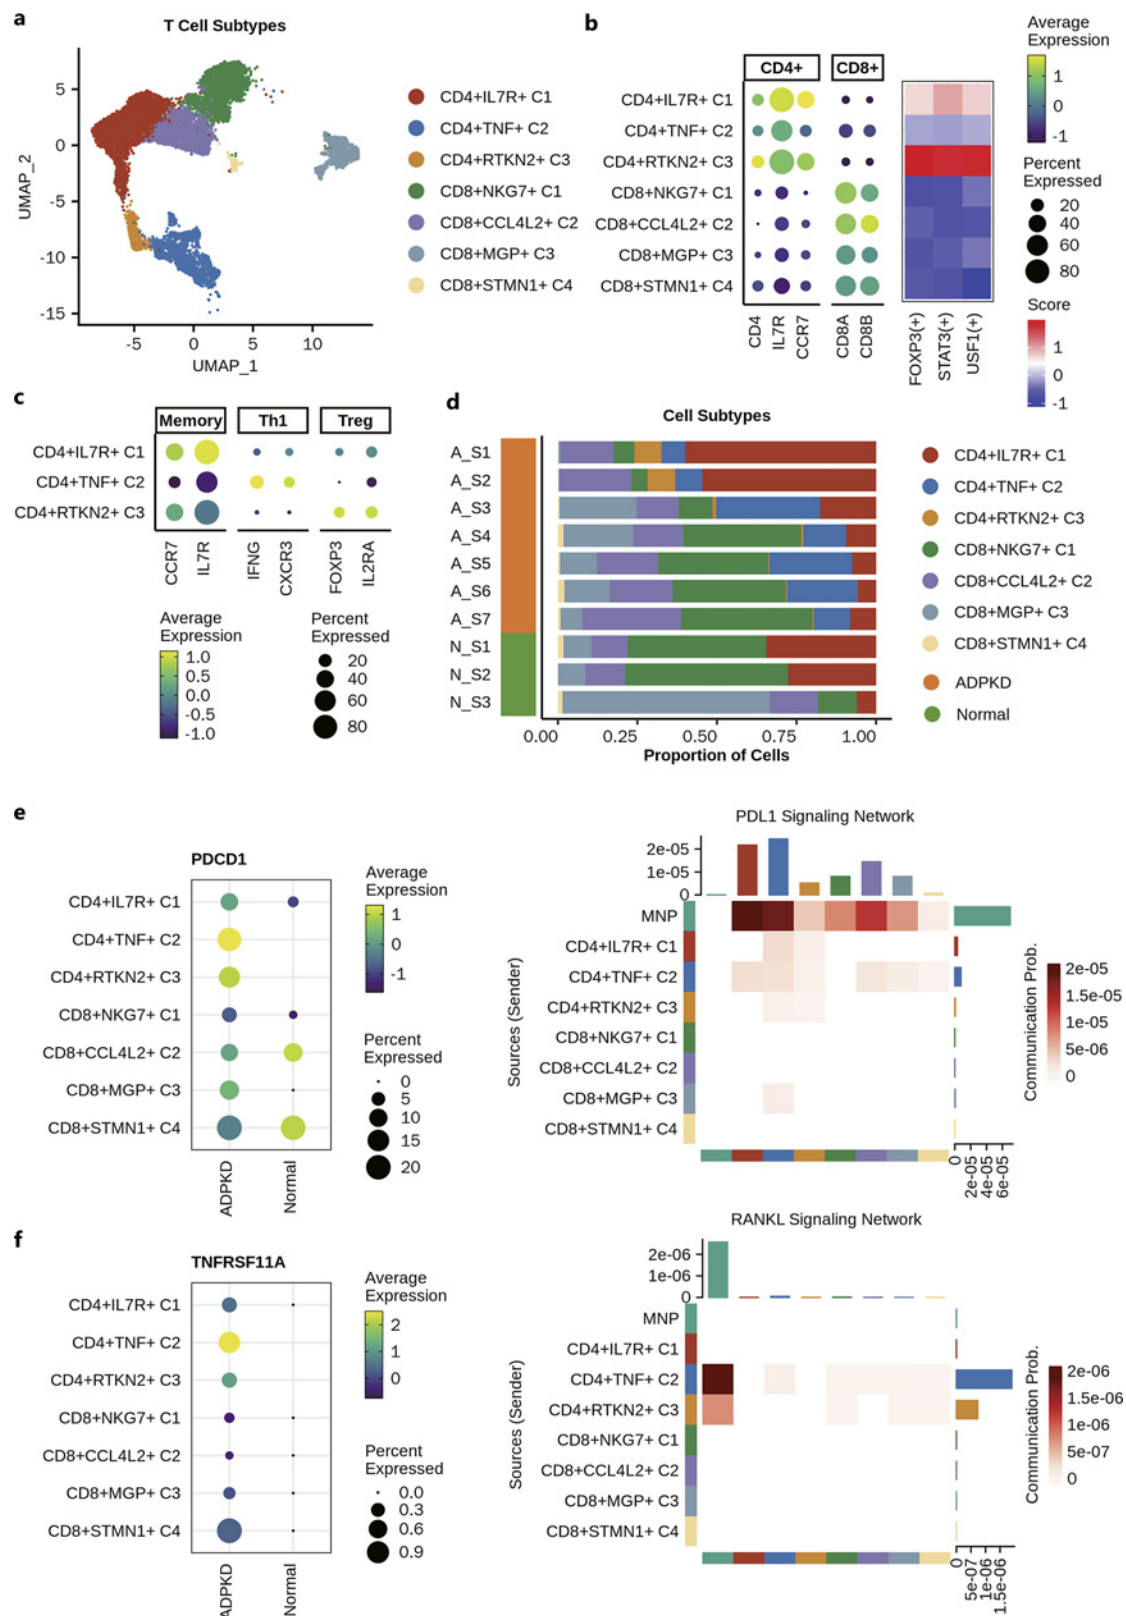 a
T Cell Subtypes
5
0
-5
-10
-15
UMAP_2
-5 0 5 10
UMAP_1
CD4+IL7R+ C1
CD4+TNF+ C2
CD4+RTKN2+ C3
CD8+NKG7+ C1
CD8+CCL4L2+ C2
CD8+MGP+ C3
CD8+STMN1+ C4
b
CD4+ CD8+
CD4+IL7R+ C1
CD4+TNF+ C2
CD4+RTKN2+ C3
CD8+NKG7+ C1
CD8+CCL4L2+ C2
CD8+MGP+ C3
CD8+STMN1+ C4
CD4 IL7R CCR7 CD8A CD8B
FOXP3(+) STAT3(+) USF1(+)
Average
Expression
1
0
-1
Percent
Expressed
20
40
60
80
Score
1
0
-1
c
Memory Th1 Treg
CD4+IL7R+ C1
CD4+TNF+ C2
CD4+RTKN2+ C3
CCR7 IL7R IFNG CXCR3 FOXP3 IL2RA
Average
Expression
1.0
0.5
0.0
-0.5
-1.0
Percent
Expressed
20
40
60
80
d
Cell Subtypes
A_S1
A_S2
A_S3
A_S4
A_S5
A_S6
A_S7
N_S1
N_S2
N_S3
0.00 0.25 0.50 0.75 1.00
Proportion of Cells
CD4+IL7R+ C1
CD4+TNF+ C2
CD4+RTKN2+ C3
CD8+NKG7+ C1
CD8+CCL4L2+ C2
CD8+MGP+ C3
CD8+STMN1+ C4
ADPKD
Normal
e
PDCD1
CD4+IL7R+ C1
CD4+TNF+ C2
CD4+RTKN2+ C3
CD8+NKG7+ C1
CD8+CCL4L2+ C2
CD8+MGP+ C3
CD8+STMN1+ C4
ADPKD Normal
Average
Expression
1
0
-1
Percent
Expressed
0
5
10
15
20
PDL1 Signaling Network
2e-05
1e-05
0
MNP
CD4+IL7R+ C1
CD4+TNF+ C2
CD4+RTKN2+ C3
CD8+NKG7+ C1
CD8+CCL4L2+ C2
CD8+MGP+ C3
CD8+STMN1+ C4
Sources (Sender)
0 2e-05 4e-05 6e-05
Communication Prob.
2e-05
1.5e-05
1e-05
5e-06
0
f
TNFRSF11A
CD4+IL7R+ C1
CD4+TNF+ C2
CD4+RTKN2+ C3
CD8+NKG7+ C1
CD8+CCL4L2+ C2
CD8+MGP+ C3
CD8+STMN1+ C4
ADPKD Normal
Average
Expression
2
1
0
Percent
Expressed
0.0
0.3
0.6
0.9
RANKL Signaling Network
2e-06
1e-06
0
MNP
CD4+IL7R+ C1
CD4+TNF+ C2
CD4+RTKN2+ C3
CD8+NKG7+ C1
CD8+CCL4L2+ C2
CD8+MGP+ C3
CD8+STMN1+ C4
Sources (Sender)
0 5e-07 1e-06 1.5e-06
Communication Prob.
2e-06
1.5e-06
1e-06
5e-07
0